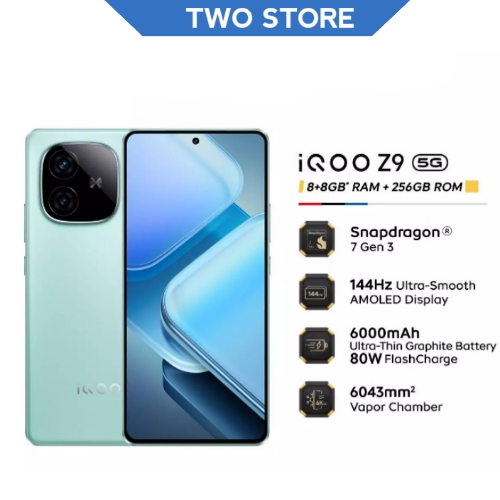 TWO STORE
iQOO Z9 5G
8+8GB* RAM + 256GB ROM
Snapdragon®
7 Gen 3
144Hz Ultra-Smooth
AMOLED Display
6000mAh
Ultra-Thin Graphite Battery
80W FlashCharge
6043mm²
Vapor Chamber
iQOO